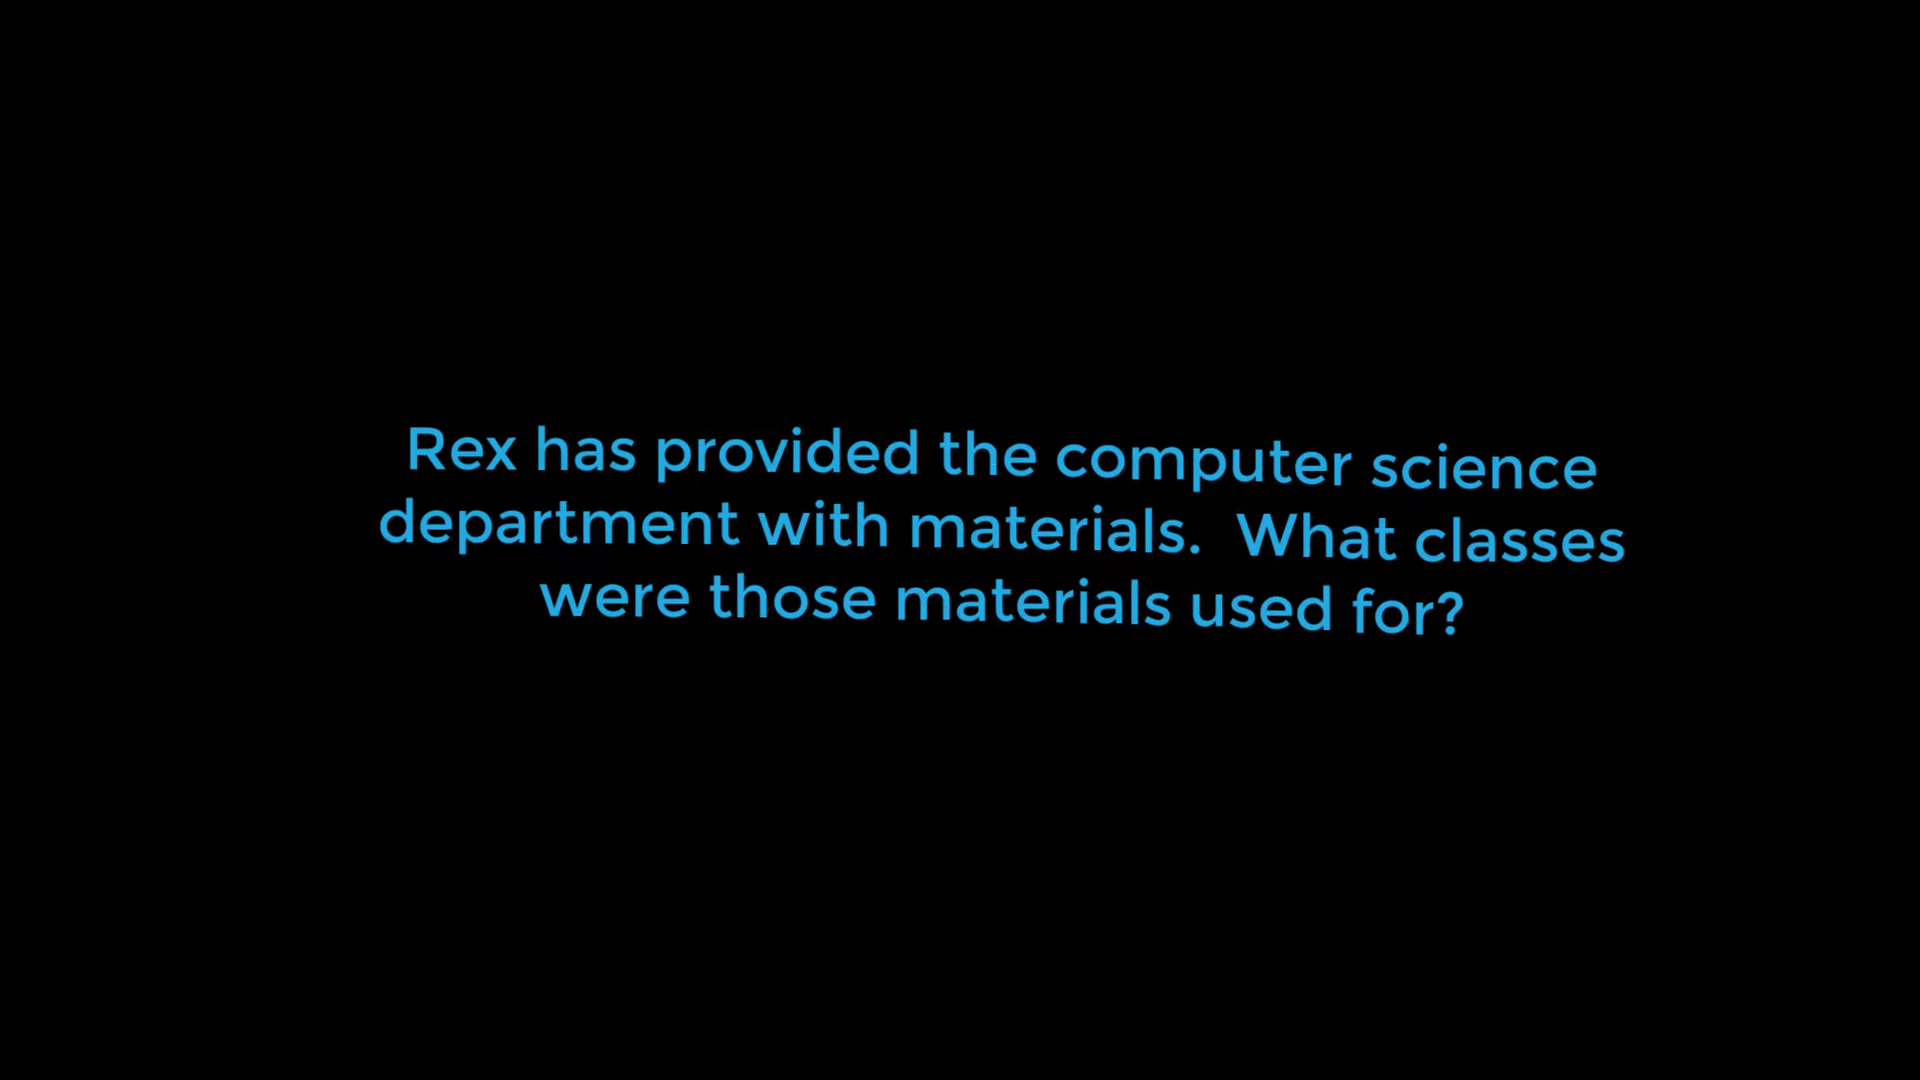 Rex has provided the computer science
department with materials.  What classes
were those materials used for?